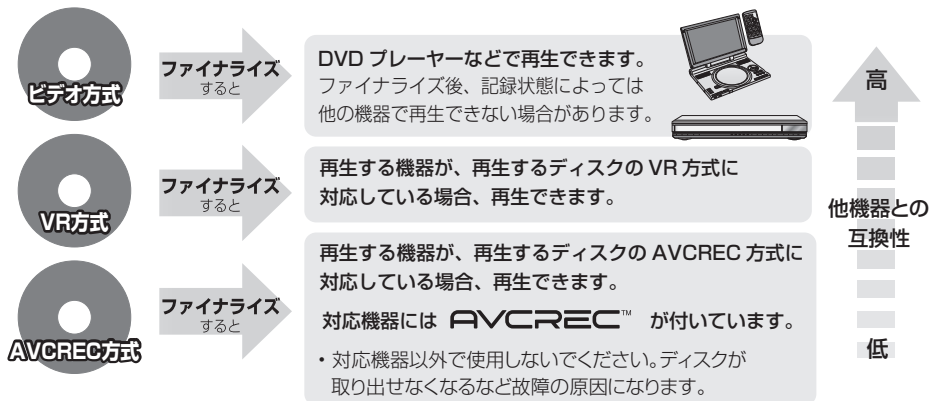 ビデオ方式
ファイナライズ
すると
DVD プレーヤーなどで再生できます。
ファイナライズ後、記録状態によっては
他の機器で再生できない場合があります。
VR方式
ファイナライズ
すると
再生する機器が、再生するディスクの VR 方式に
対応している場合、再生できます。
AVCREC方式
ファイナライズ
すると
再生する機器が、再生するディスクの AVCREC 方式に
対応している場合、再生できます。
対応機器には AVCREC™ が付いています。
・対応機器以外で使用しないでください。ディスクが
取り出せなくなるなど故障の原因になります。
高
他機器との
互換性
低